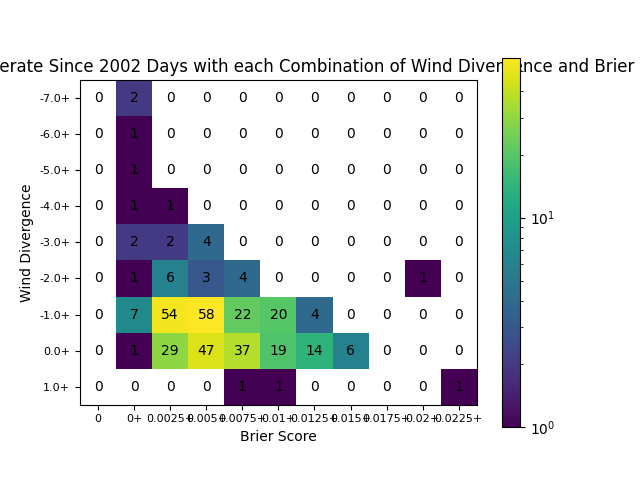 erate Since 2002 Days with each Combination of Wind Divergence and Brier
-7.0+ 0 2 0 0 0 0 0 0 0 0 0
-6.0+ 0 1 0 0 0 0 0 0 0 0 0
-5.0+ 0 1 0 0 0 0 0 0 0 0 0
-4.0+ 0 1 1 0 0 0 0 0 0 0 0
-3.0+ 0 2 2 4 0 0 0 0 0 0 0
-2.0+ 0 1 6 3 4 0 0 0 0 1 0
-1.0+ 0 7 54 58 22 20 4 0 0 0 0
0.0+ 0 1 29 47 37 19 14 6 0 0 0
1.0+ 0 0 0 0 1 1 0 0 0 0 1
0 0+ 0.0025+ 0.005+ 0.0075+ 0.01+ 0.0125+ 0.015+ 0.0175+ 0.02+ 0.0225+
Brier Score
Wind Divergence
10¹
10⁰